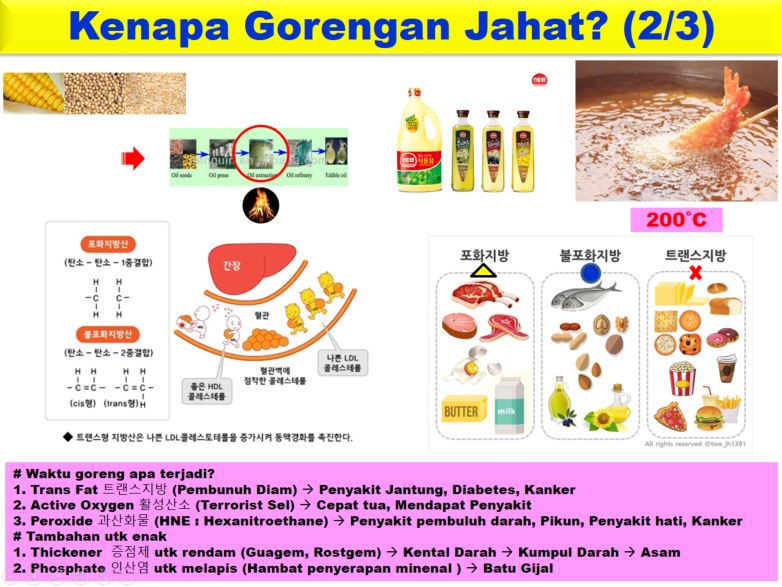 Kenapa Gorengan Jahat? (2/3)
Oil seeds
Oil press
Oil extraction
Oil refinery
Edible oil
해표
식용유
200°C
포화지방산
(탄소 – 탄소 – 1중결합)
H H
– C C –
H H
불포화지방산
(탄소 – 탄소 – 2중결합)
H H H
– C = C – – C = C –
(cis형) (trans형) H
간장
혈관
혈관벽에
점착한 콜레스테롤
좋은 HDL
콜레스테롤
나쁜 LDL
콜레스테롤
◆ 트랜스형 지방산은 나쁜 LDL콜레스토테롤을 증가시켜 동맥경화를 촉진한다.
포화지방
불포화지방
트랜스지방
BUTTER
milk
All rights reserved @two_jh1391
# Waktu goreng apa terjadi?
1. Trans Fat 트랜스지방 (Pembunuh Diam) → Penyakit Jantung, Diabetes, Kanker
2. Active Oxygen 활성산소 (Terrorist Sel) → Cepat tua, Mendapat Penyakit
3. Peroxide 과산화물 (HNE : Hexanitroethane) → Penyakit pembuluh darah, Pikun, Penyakit hati, Kanker
# Tambahan utk enak
1. Thickener 증점제 utk rendam (Guagem, Rostgem) → Kental Darah → Kumpul Darah → Asam
2. Phosphate 인산염 utk melapis (Hambat penyerapan minenal ) → Batu Gijal